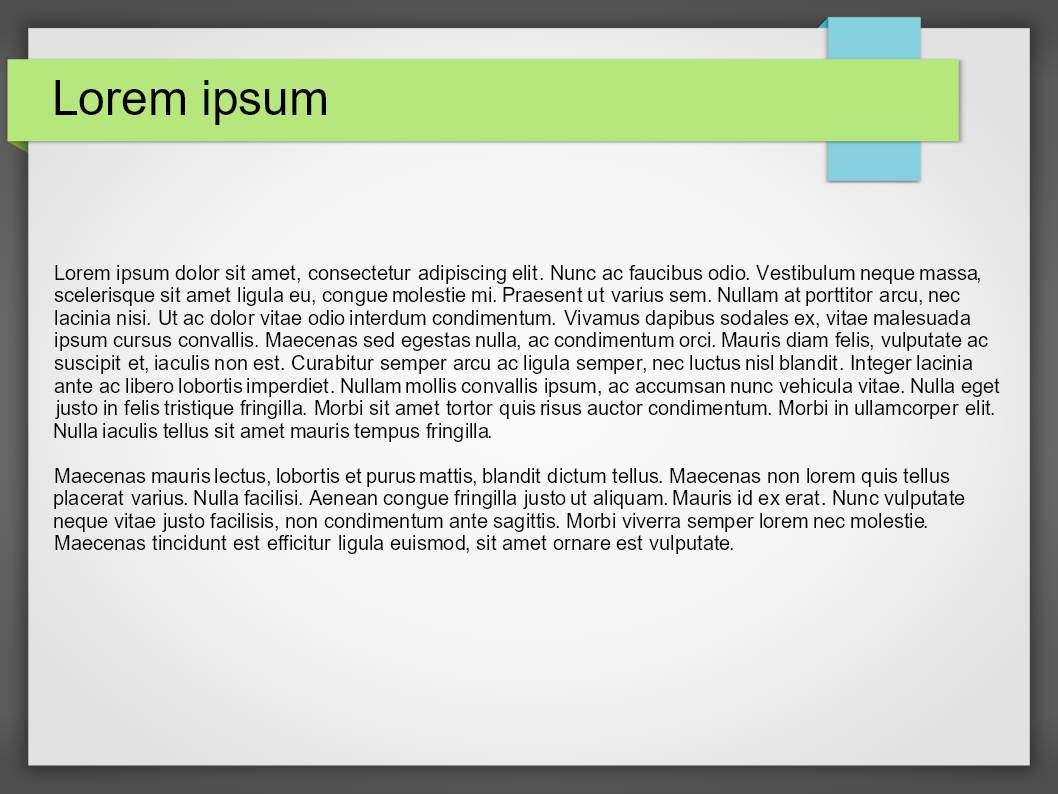 Lorem ipsum
Lorem ipsum dolor sit amet, consectetur adipiscing elit. Nunc ac faucibus odio. Vestibulum neque massa,
scelerisque sit amet ligula eu, congue molestie mi. Praesent ut varius sem. Nullam at porttitor arcu, nec
lacinia nisi. Ut ac dolor vitae odio interdum condimentum. Vivamus dapibus sodales ex, vitae malesuada
ipsum cursus convallis. Maecenas sed egestas nulla, ac condimentum orci. Mauris diam felis, vulputate ac
suscipit et, iaculis non est. Curabitur semper arcu ac ligula semper, nec luctus nisl blandit. Integer lacinia
ante ac libero lobortis imperdiet. Nullam mollis convallis ipsum, ac accumsan nunc vehicula vitae. Nulla eget
justo in felis tristique fringilla. Morbi sit amet tortor quis risus auctor condimentum. Morbi in ullamcorper elit.
Nulla iaculis tellus sit amet mauris tempus fringilla.
Maecenas mauris lectus, lobortis et purus mattis, blandit dictum tellus. Maecenas non lorem quis tellus
placerat varius. Nulla facilisi. Aenean congue fringilla justo ut aliquam. Mauris id ex erat. Nunc vulputate
neque vitae justo facilisis, non condimentum ante sagittis. Morbi viverra semper lorem nec molestie.
Maecenas tincidunt est efficitur ligula euismod, sit amet ornare est vulputate.